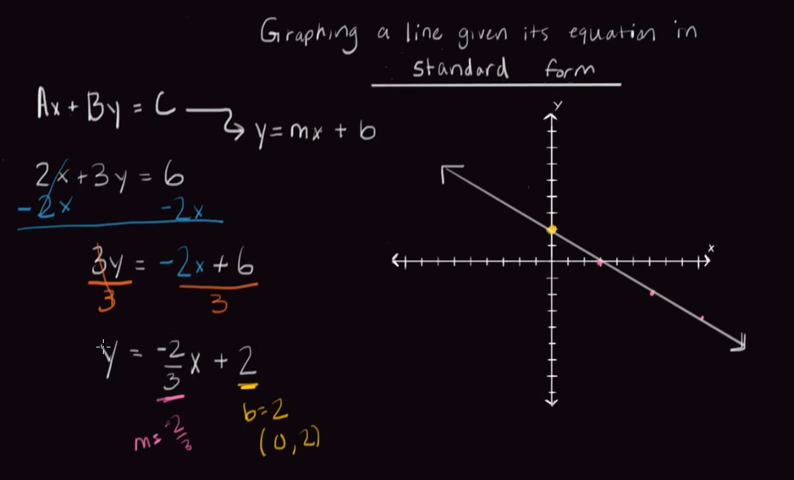 Graphing a line given its equation in
standard form
Ax + By = C
y = mx + b
2x + 3y = 6
-2x -2x
3y = -2x + 6
3 3
y = -2/3 x + 2
m = -2/3
b = 2
(0, 2)
y
x